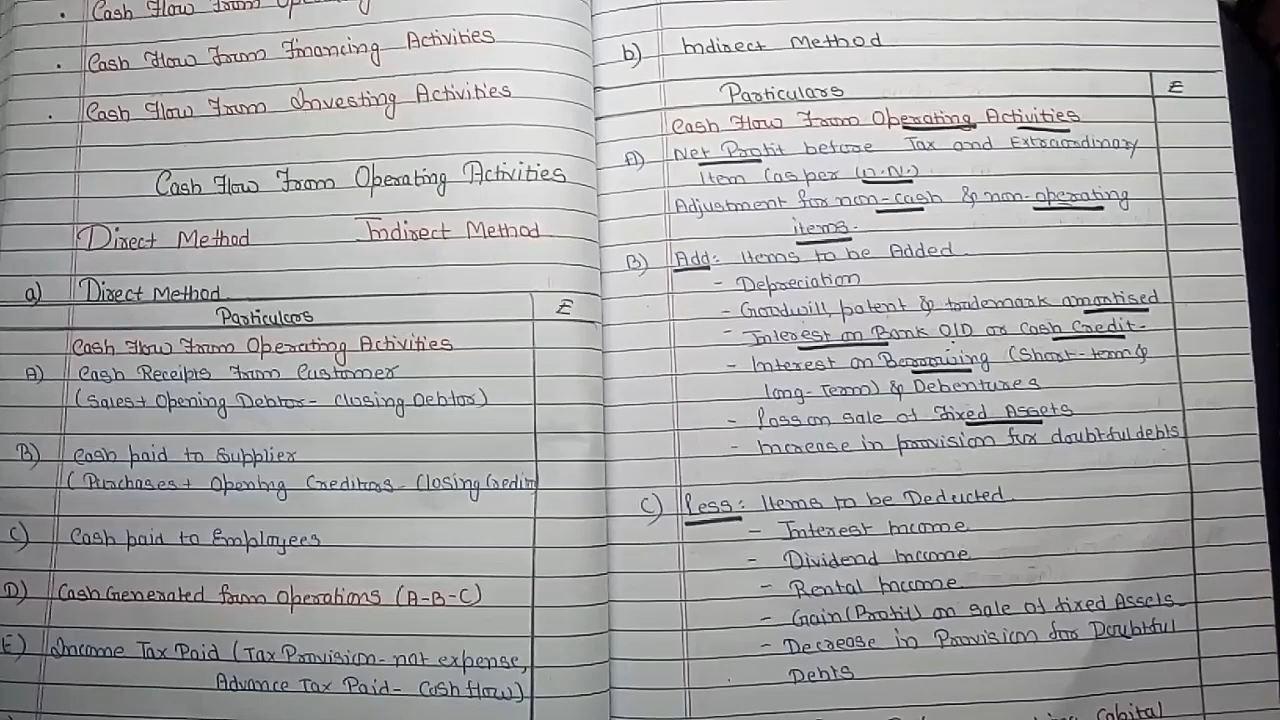 . Cash Flow From
. Cash Flow From Financing Activities
. Cash Flow From Investing Activities
Cash Flow From Operating Activities
Direct Method Indirect Method
a) Direct Method
Particulars ₹
Cash Flow From Operating Activities
A) Cash Receipts From Customer
(Sales + Opening Debtor - Closing Debtor)
B) Cash paid to Supplier
(Purchases + Opening Creditors - Closing
C) Cash paid to Employees
D) Cash Generated from Operations (A-B-C)
E) Income Tax Paid (Tax Provision - not expense,
Advance Tax Paid - Cash flow)
b) Indirect Method
Particulars ₹
Cash Flow From Operating Activities
A) Net Profit before Tax and Extraordinary
Item (as per
Adjustment for non-cash & non-operating
items.
B) Add: Items to be Added
- Depreciation
- Goodwill, patent & trademark amortised
- Interest on Bank O/D or Cash Credit.
- Interest on Borrowing (Short-term &
long-Term) & Debentures
- Loss on sale of Fixed Assets
- Increase in provision for doubtful debts
C) Less: Items to be Deducted
- Interest Income
- Dividend Income
- Rental Income
- Gain (Profit) on sale of fixed Assets
- Decrease in Provision for Doubtful
Debts
Capital